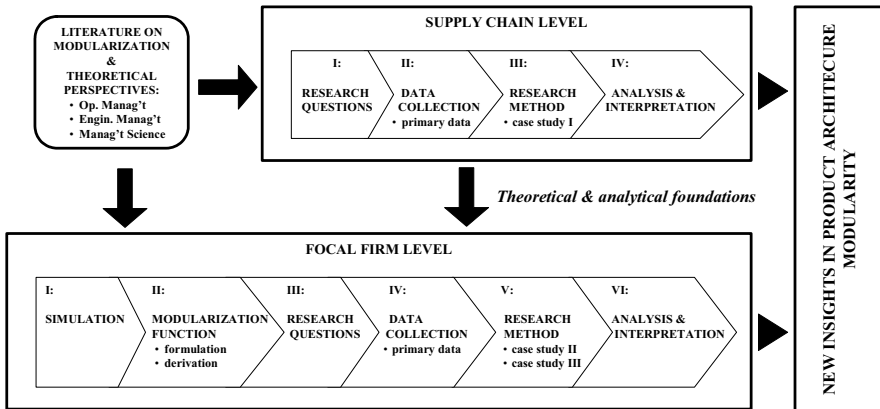 LITERATURE ON
MODULARIZATION
&
THEORETICAL
PERSPECTIVES:
• Op. Manag't
• Engin. Manag't
• Manag't Science
SUPPLY CHAIN LEVEL
I:
RESEARCH
QUESTIONS
II:
DATA
COLLECTION
• primary data
III:
RESEARCH
METHOD
• case study I
IV:
ANALYSIS &
INTERPRETATION
Theoretical & analytical foundations
FOCAL FIRM LEVEL
I:
SIMULATION
II:
MODULARIZATION
FUNCTION
• formulation
• derivation
III:
RESEARCH
QUESTIONS
IV:
DATA
COLLECTION
• primary data
V:
RESEARCH
METHOD
• case study II
• case study III
VI:
ANALYSIS &
INTERPRETATION
NEW INSIGHTS IN PRODUCT ARCHITECURE
MODULARITY